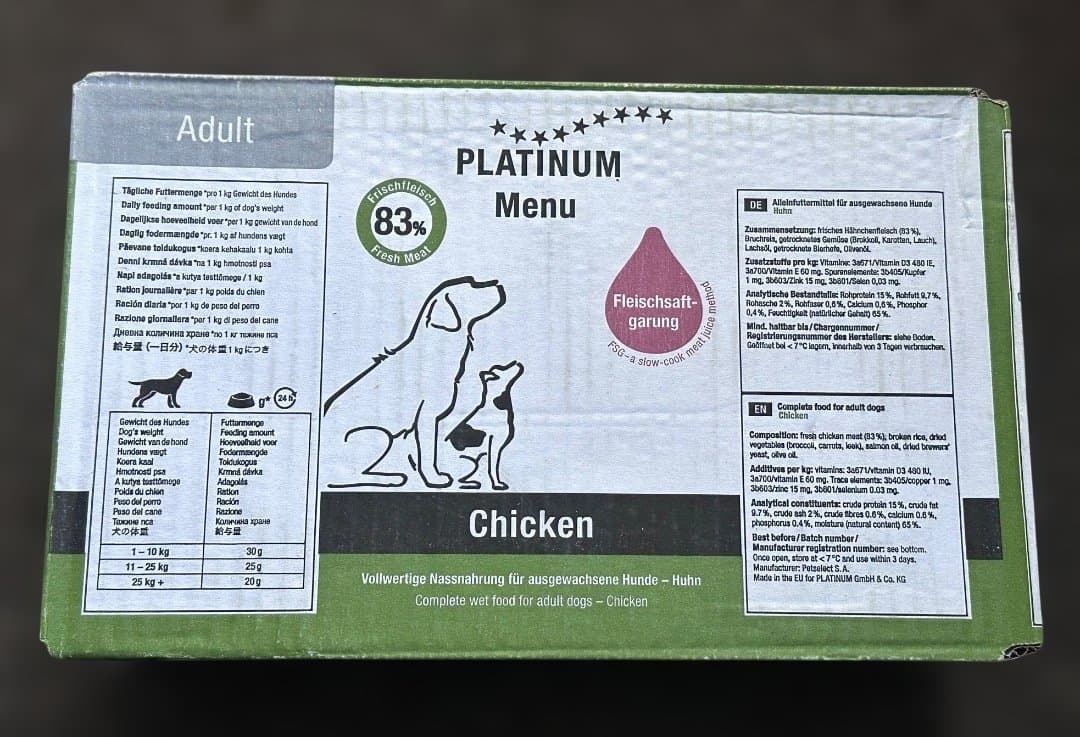 Adult
Tägliche Futtermenge *pro 1 kg Gewicht des Hundes
Daily feeding amount *per 1 kg of dog's weight
Dagelijkse hoeveelheid voer *per 1 kg gewicht van de hond
Daglig fodermængde *pr. 1 kg af hundens vægt
Päevane toidukogus *koera kehakaalu 1 kg kohta
Denní krmná dávka *na 1 kg hmotnosti psa
Napi adagolás *a kutya testtömege / 1 kg
Ration journalière *par 1 kg poids du chien
Ración diaria *por 1 kg de peso del perro
Razione giornaliera *per 1 kg di peso del cane
Дневна количина хране *по 1 кг тежине пса
給与量 (一日分) *犬の体重 1 kg につき
g* 24 h
Gewicht des Hundes Futtermenge
Dog's weight Feeding amount
Gewicht van de hond Hoeveelheid voer
Hundens vægt Fodermængde
Koera kaal Toidukogus
Hmotnosti psa Krmná dávka
A kutya testtömege Adagolás
Poids du chien Ration
Peso del perro Ración
Peso del cane Razione
Тежине пса Количина хране
犬の体重 給与量
1 – 10 kg 30 g
11 – 25 kg 25 g
25 kg + 20 g
PLATINUM
Menu
Frischfleisch
83%
Fresh Meat
Fleischsaft-
garung
FSG – a slow-cook meat juice method
Chicken
Vollwertige Nassnahrung für ausgewachsene Hunde – Huhn
Complete wet food for adult dogs – Chicken
DE Alleinfuttermittel für ausgewachsene Hunde
Huhn
Zusammensetzung: frisches Hähnchenfleisch (83 %),
Bruchreis, getrocknetes Gemüse (Brokkoli, Karotten, Lauch),
Lachsöl, getrocknete Bierhefe, Olivenöl.
Zusatzstoffe pro kg: Vitamine: 3a671/Vitamin D3 480 IE,
3a700/Vitamin E 60 mg. Spurenelemente: 3b405/Kupfer
1 mg, 3b603/Zink 15 mg, 3b801/Selen 0,03 mg.
Analytische Bestandteile: Rohprotein 15 %, Rohfett 9,7 %,
Rohasche 2 %, Rohfaser 0,6 %, Calcium 0,6 %, Phosphor
0,4 %, Feuchtigkeit (natürlicher Gehalt) 65 %.
Mind. haltbar bis / Chargennummer /
Registrierungsnummer des Herstellers: siehe Boden.
Geöffnet bei < 7 °C lagern, innerhalb von 3 Tagen verbrauchen.
EN Complete food for adult dogs
Chicken
Composition: fresh chicken meat (83 %), broken rice, dried
vegetables (broccoli, carrots, leek), salmon oil, dried brewers'
yeast, olive oil.
Additives per kg: vitamins: 3a671/vitamin D3 480 IU,
3a700/vitamin E 60 mg. Trace elements: 3b405/copper 1 mg,
3b603/zinc 15 mg, 3b801/selenium 0.03 mg.
Analytical constituents: crude protein 15 %, crude fat
9.7 %, crude ash 2 %, crude fibres 0.6 %, calcium 0.6 %,
phosphorus 0.4 %, moisture (natural content) 65 %.
Best before / Batch number /
Manufacturer registration number: see bottom.
Once open, store at < 7 °C and use within 3 days.
Manufacturer: Petselect S. A.
Made in the EU for PLATINUM GmbH & Co. KG